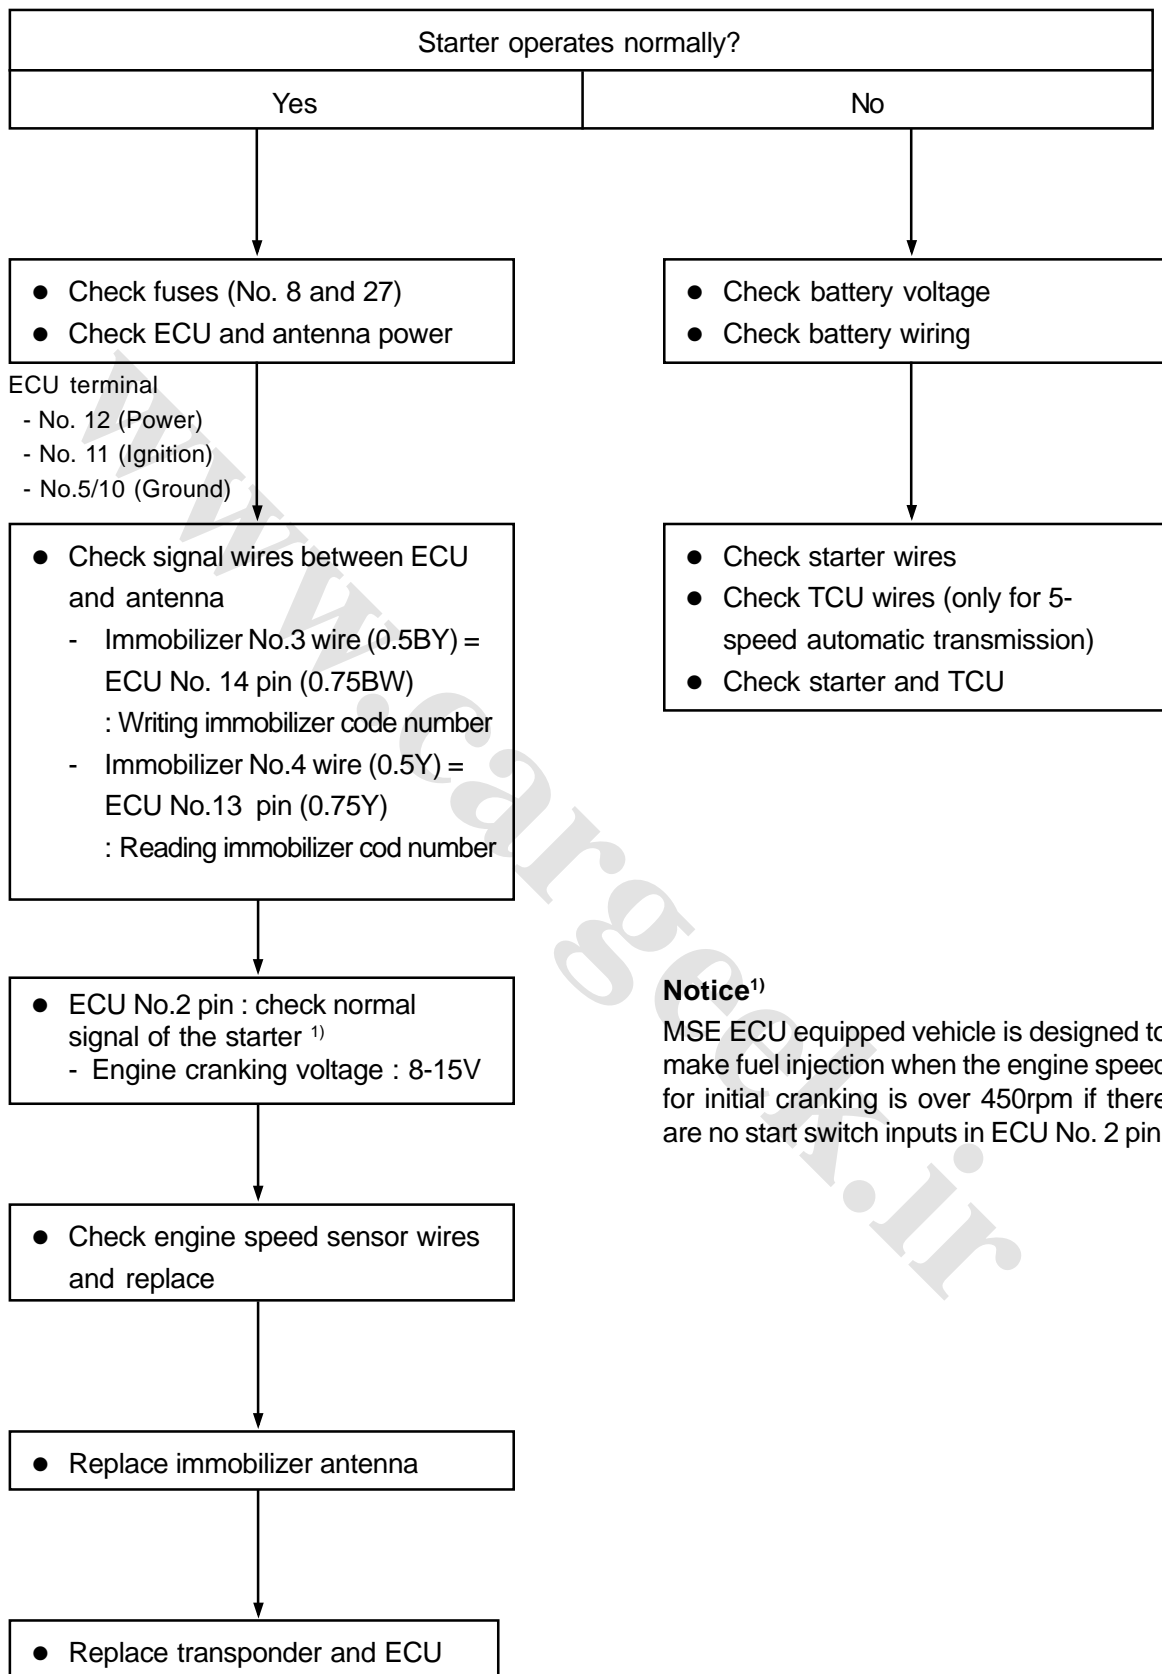 Starter operates normally?
Yes
No
● Check fuses (No. 8 and 27)
● Check ECU and antenna power
ECU terminal
- No. 12 (Power)
- No. 11 (Ignition)
- No.5/10 (Ground)
● Check signal wires between ECU
and antenna
- Immobilizer No.3 wire (0.5BY) =
ECU No. 14 pin (0.75BW)
: Writing immobilizer code number
- Immobilizer No.4 wire (0.5Y) =
ECU No.13 pin (0.75Y)
: Reading immobilizer cod number
● ECU No.2 pin : check normal
signal of the starter 1)
- Engine cranking voltage : 8-15V
● Check engine speed sensor wires
and replace
● Replace immobilizer antenna
● Replace transponder and ECU
● Check battery voltage
● Check battery wiring
● Check starter wires
● Check TCU wires (only for 5-
speed automatic transmission)
● Check starter and TCU
Notice1)
MSE ECU equipped vehicle is designed to
make fuel injection when the engine speed
for initial cranking is over 450rpm if there
are no start switch inputs in ECU No. 2 pin
www.cargeek.ir